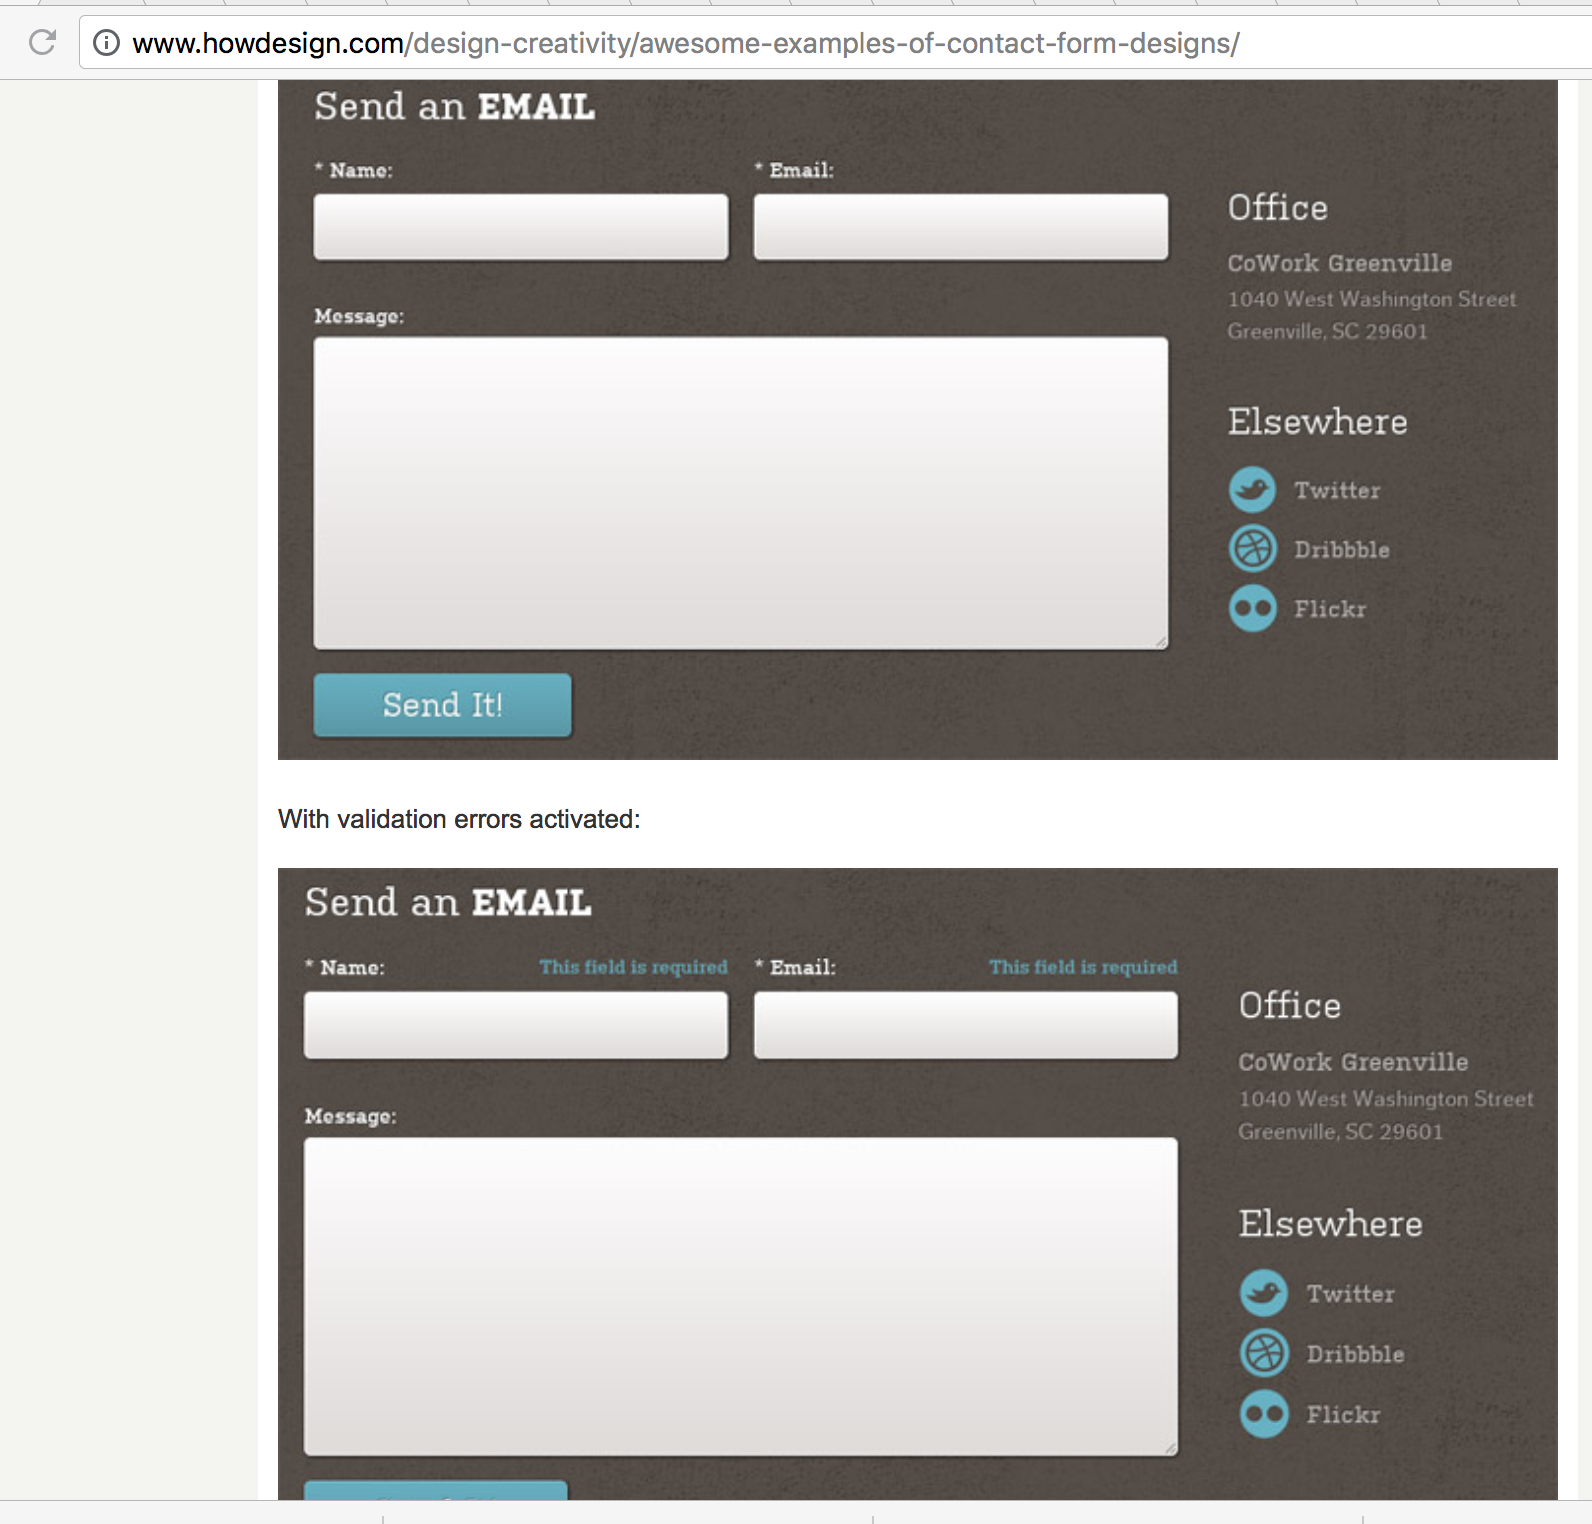 www.howdesign.com/design-creativity/awesome-examples-of-contact-form-designs/
Send an EMAIL
* Name:
* Email:
Message:
Send It!
Office
CoWork Greenville
1040 West Washington Street
Greenville, SC 29601
Elsewhere
Twitter
Dribbble
Flickr
With validation errors activated:
Send an EMAIL
* Name: This field is required
* Email: This field is required
Message:
Office
CoWork Greenville
1040 West Washington Street
Greenville, SC 29601
Elsewhere
Twitter
Dribbble
Flickr